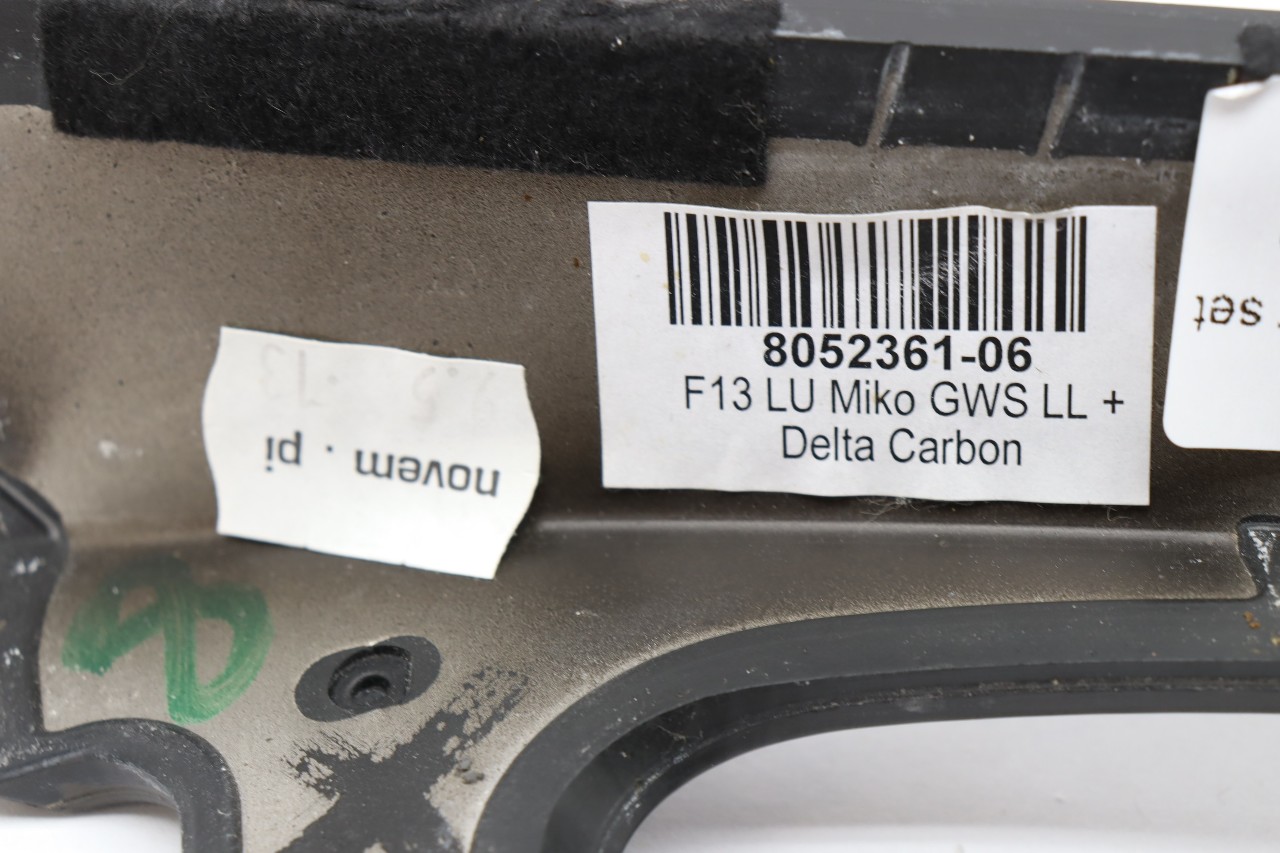 8052361-06
F13 LU Miko GWS LL +
Delta Carbon
novem . pi
set